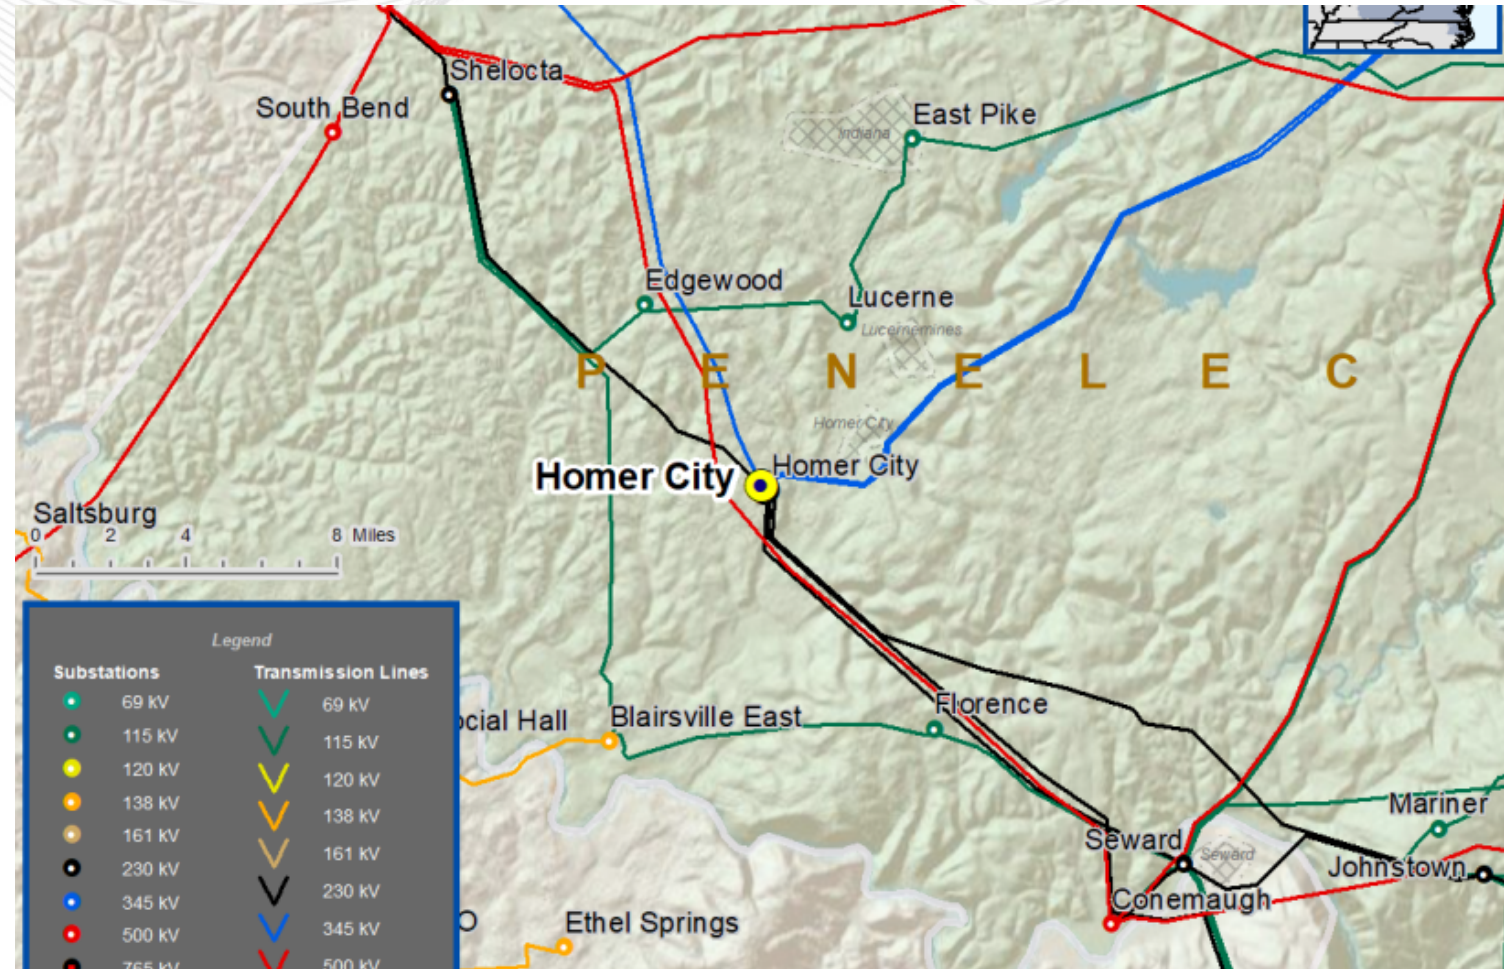 Shelocta
South Bend
East Pike
Indiana
Edgewood
Lucerne
Lucernemines
P E N E L E C
Homer City
Homer City
Homer City
Saltsburg
0 2 4 8 Miles
Legend
Substations Transmission Lines
69 kV 69 kV
115 kV 115 kV
120 kV 120 kV
138 kV 138 kV
161 kV 161 kV
230 kV 230 kV
345 kV 345 kV
500 kV 500 kV
765 kV
ocial Hall
Blairsville East
Florence
Mariner
Seward
Seward
Johnstown
Conemaugh
O
Ethel Springs